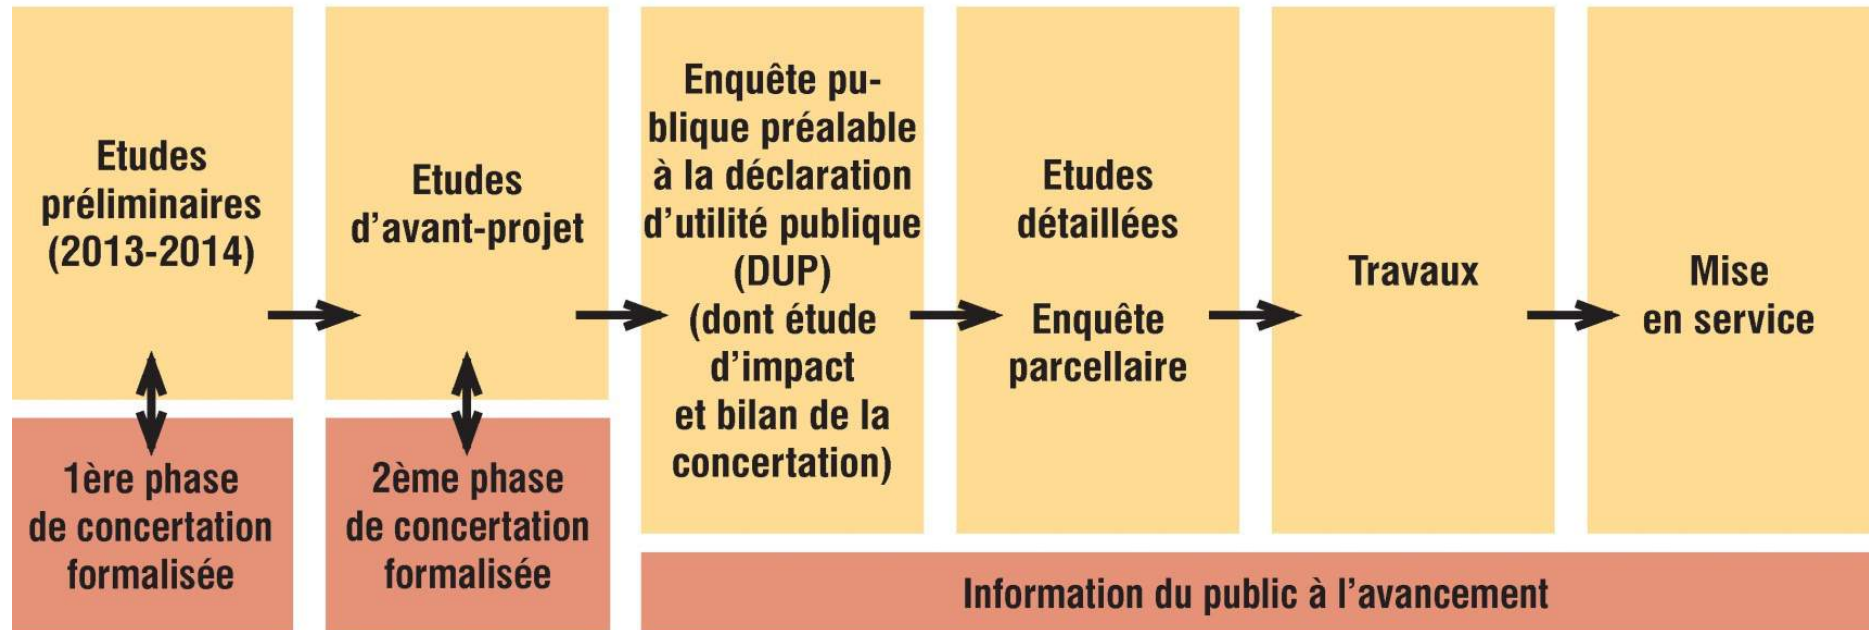 Etudes
préliminaires
(2013-2014)
Etudes
d'avant-projet
Enquête pu-
blique préalable
à la déclaration
d'utilité publique
(DUP)
(dont étude
d'impact
et bilan de la
concertation)
Etudes
détaillées
Enquête
parcellaire
Travaux
Mise
en service
1ère phase
de concertation
formalisée
2ème phase
de concertation
formalisée
Information du public à l'avancement